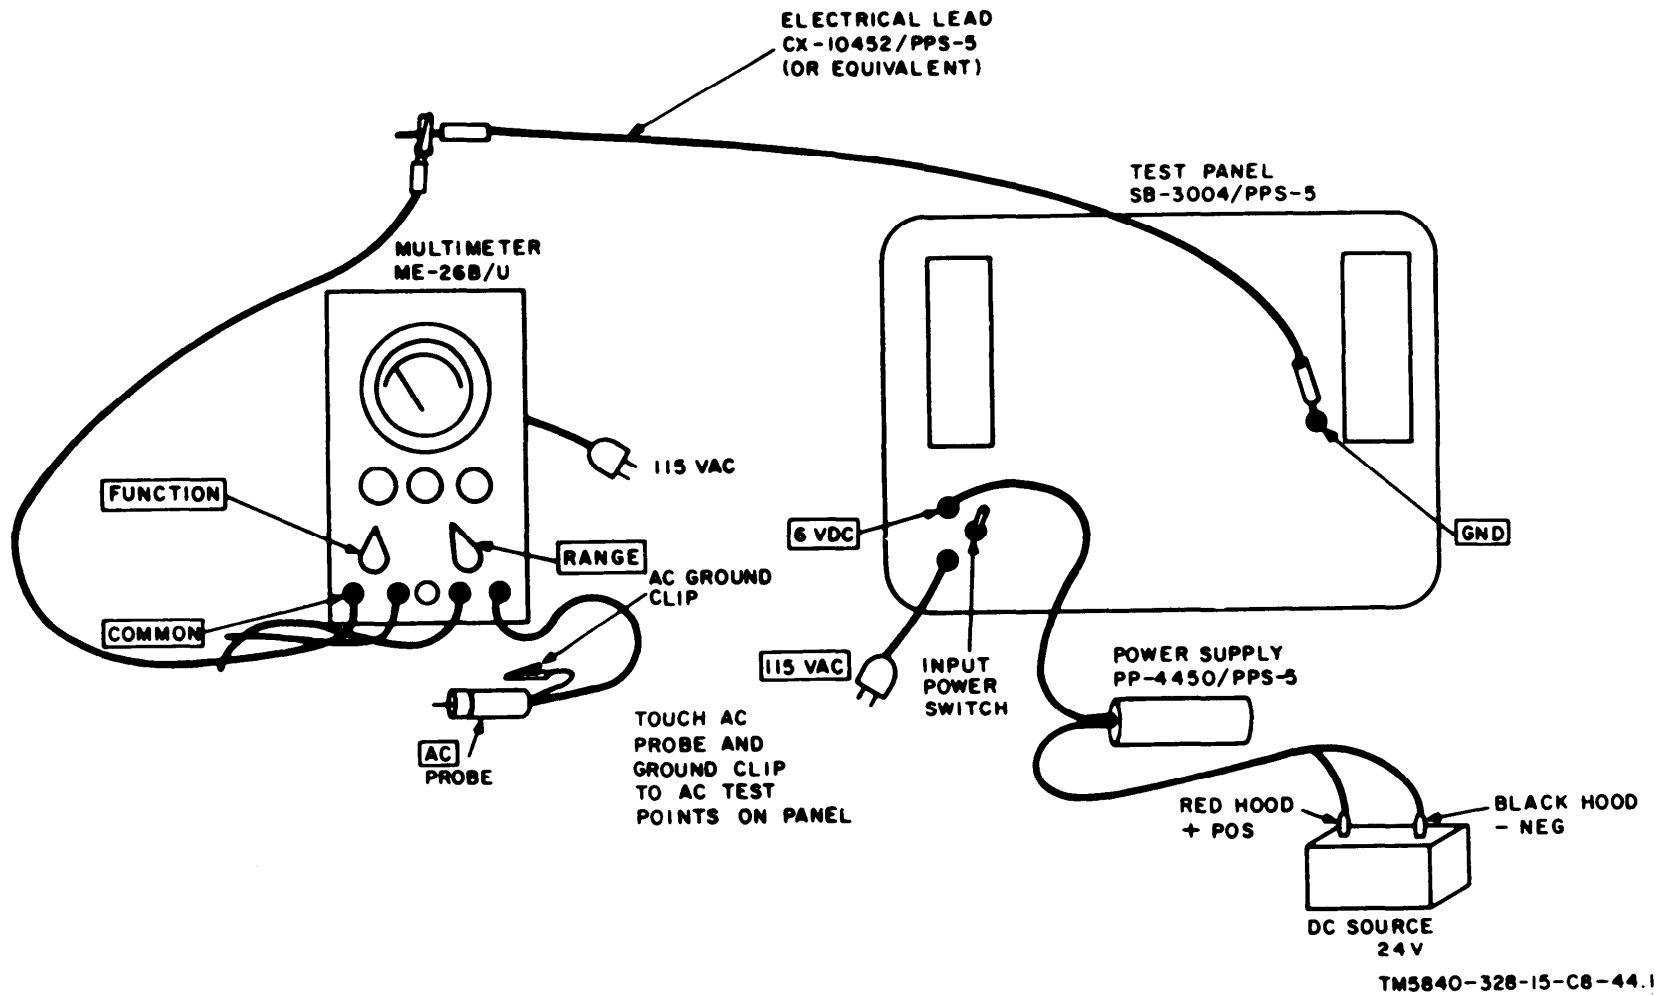 ELECTRICAL LEAD
CX-10452/PPS-5
(OR EQUIVALENT)
TEST PANEL
SB-3004/PPS-5
MULTIMETER
ME-26B/U
115 VAC
FUNCTION
RANGE
6 VDC
GND
AC GROUND
CLIP
COMMON
115 VAC
INPUT
POWER
SWITCH
POWER SUPPLY
PP-4450/PPS-5
AC
PROBE
TOUCH AC
PROBE AND
GROUND CLIP
TO AC TEST
POINTS ON PANEL
RED HOOD
+ POS
BLACK HOOD
- NEG
DC SOURCE
24V
TM5840-328-15-C8-44.1